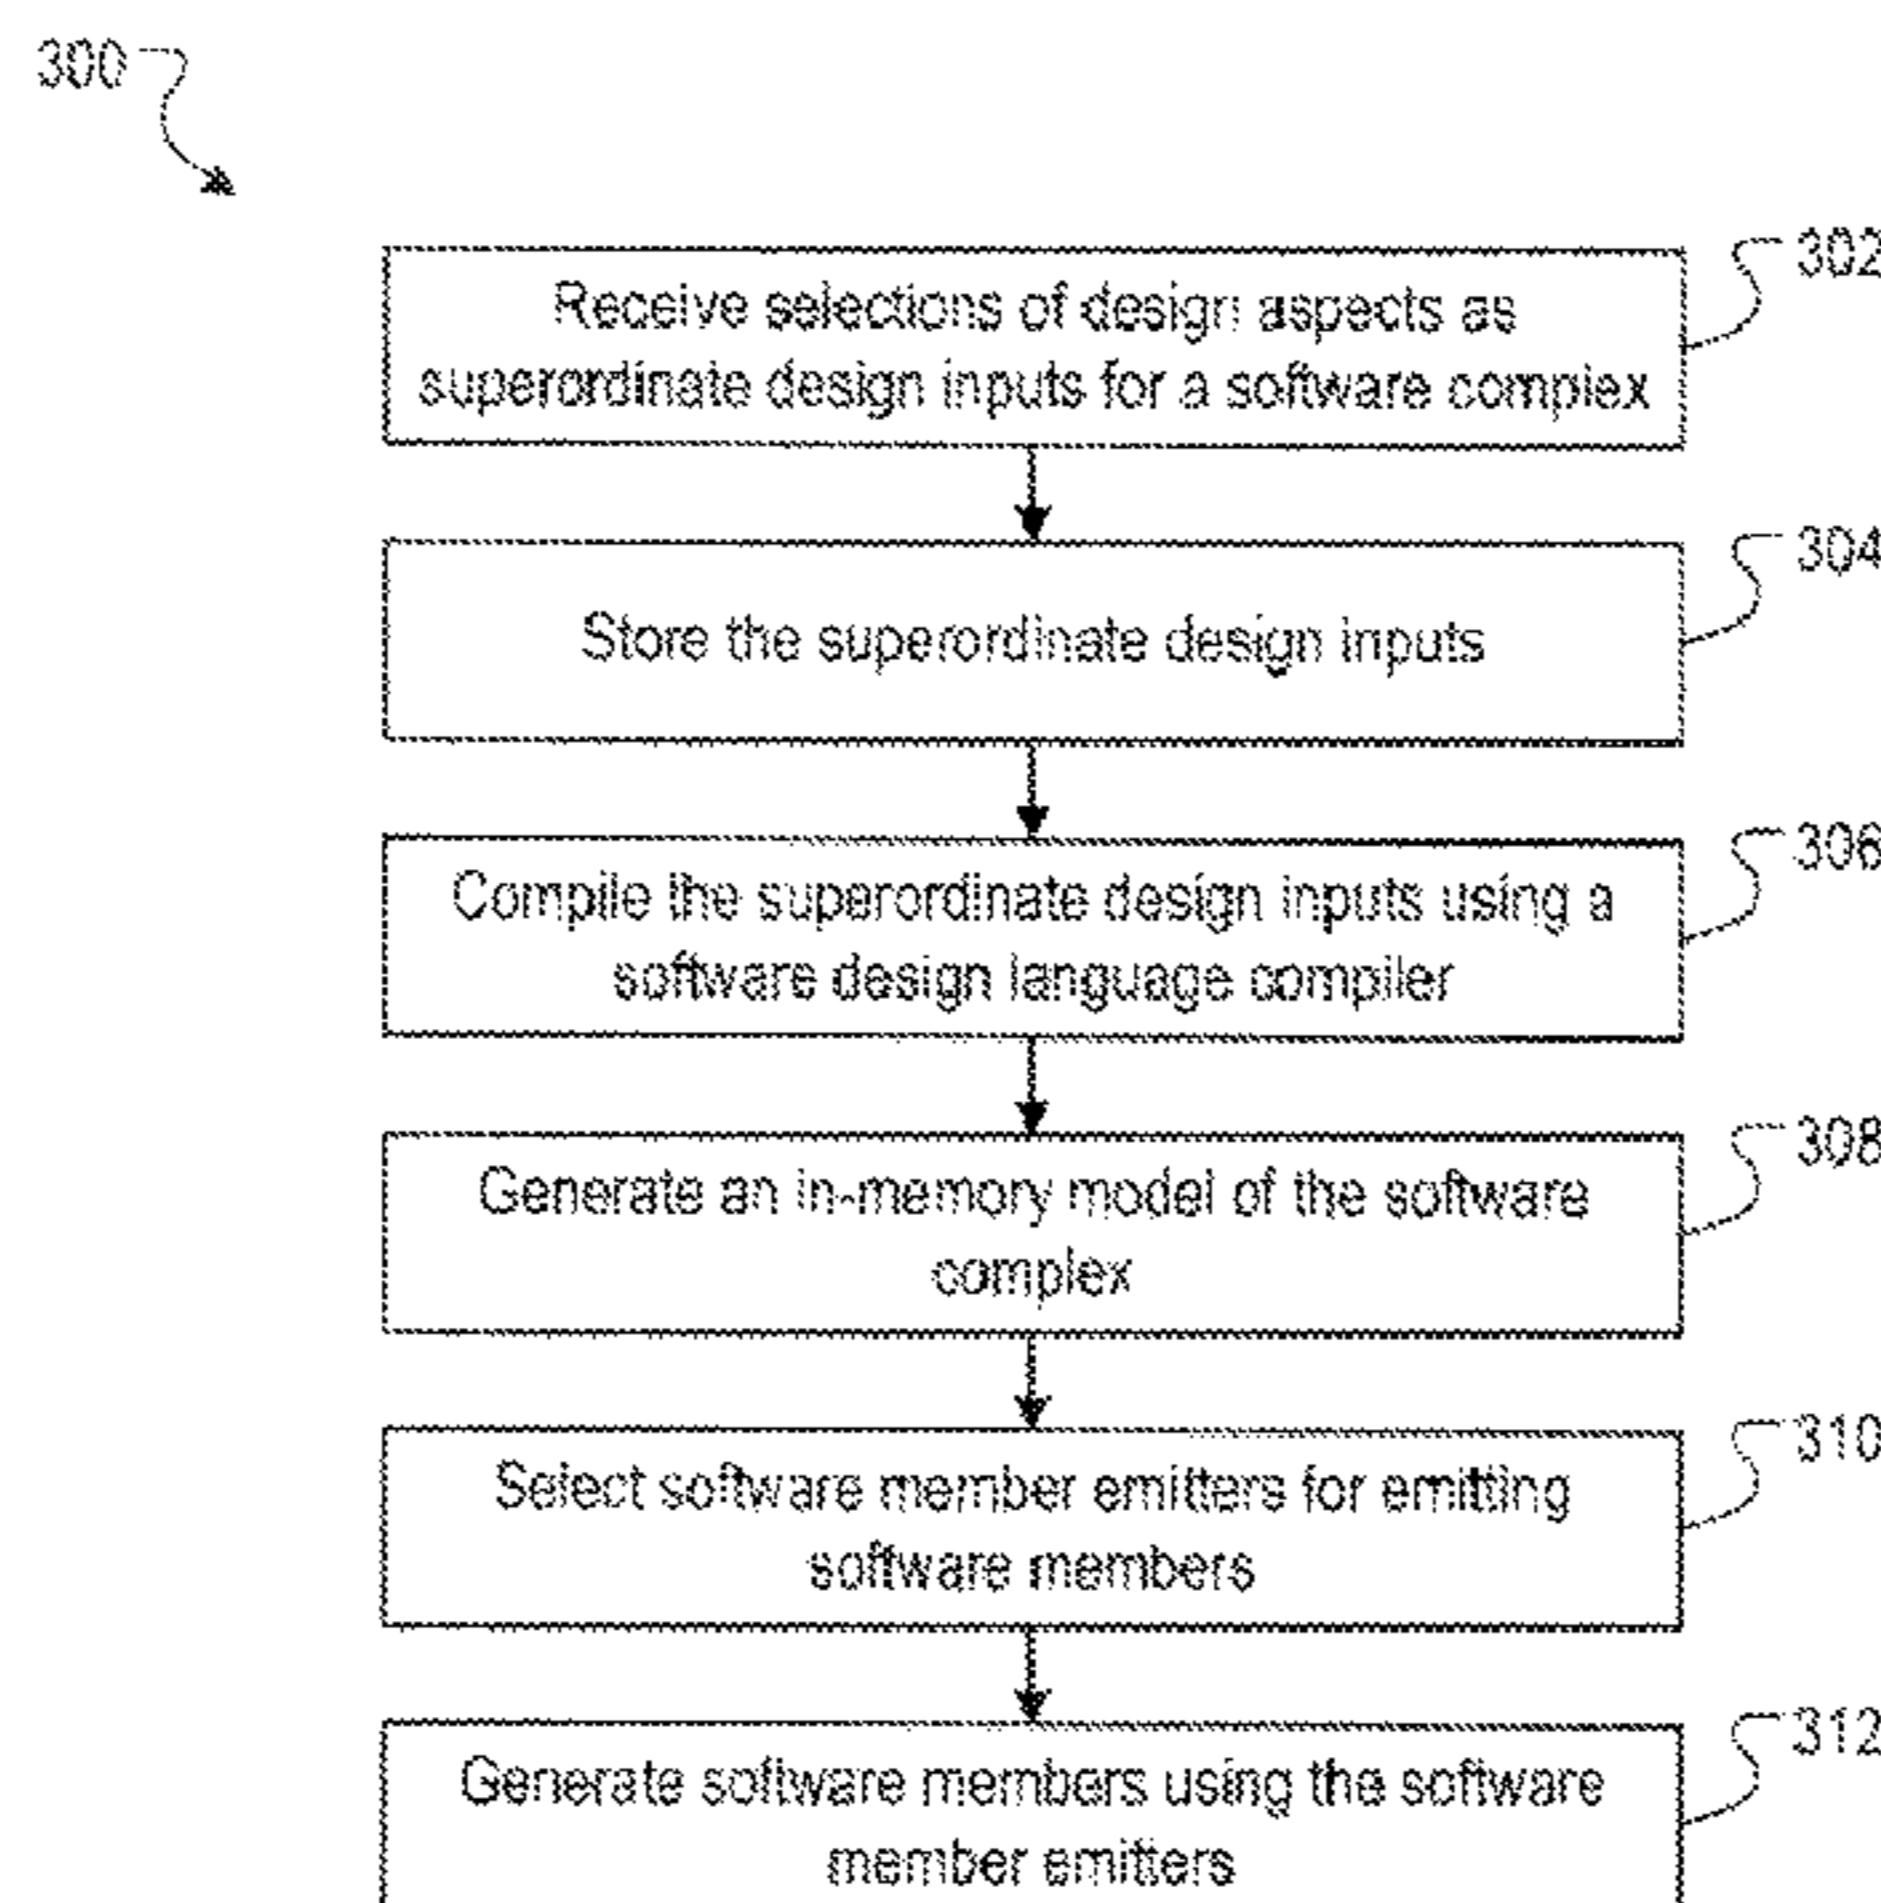 300
302
Receive selections of design aspects as
superordinate design inputs for a software complex
304
Store the superordinate design inputs
306
Compile the superordinate design inputs using a
software design language compiler
308
Generate an in-memory model of the software
complex
310
Select software member emitters for emitting
software members
312
Generate software members using the software
member emitters